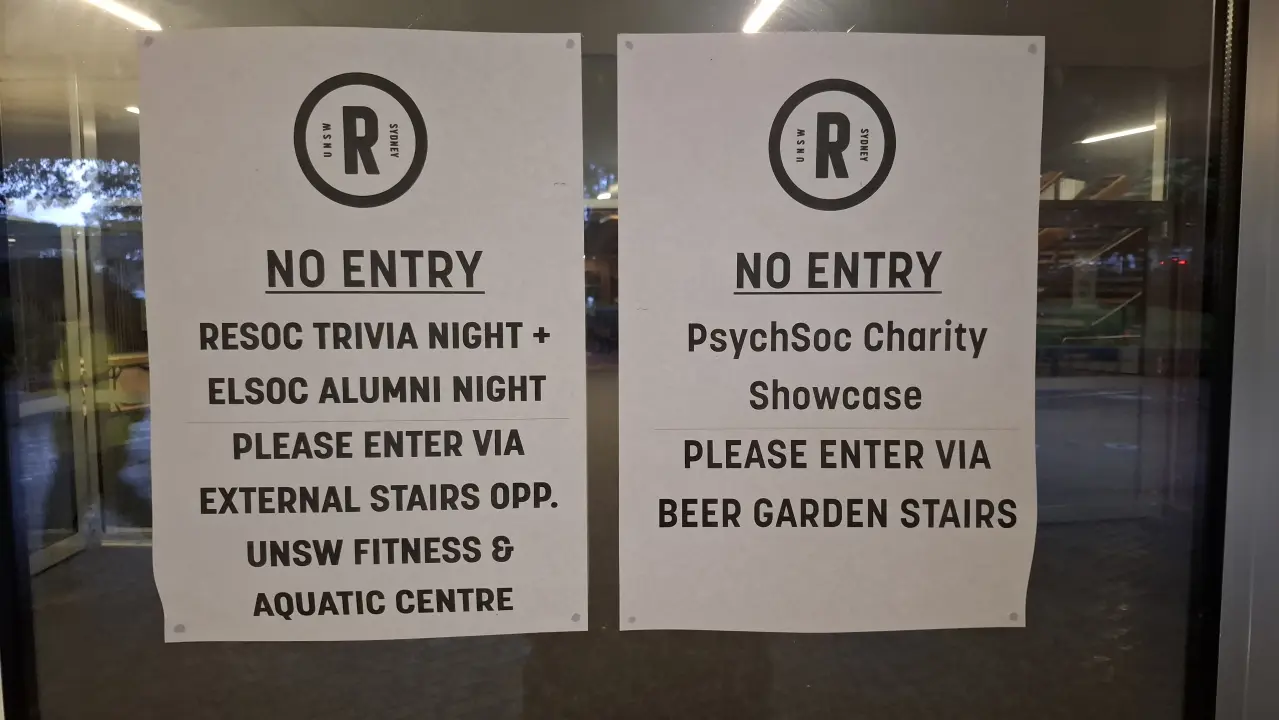 UNSW R SYDNEY
NO ENTRY
RESOC TRIVIA NIGHT +
ELSOC ALUMNI NIGHT
PLEASE ENTER VIA
EXTERNAL STAIRS OPP.
UNSW FITNESS &
AQUATIC CENTRE
UNSW R SYDNEY
NO ENTRY
PsychSoc Charity
Showcase
PLEASE ENTER VIA
BEER GARDEN STAIRS